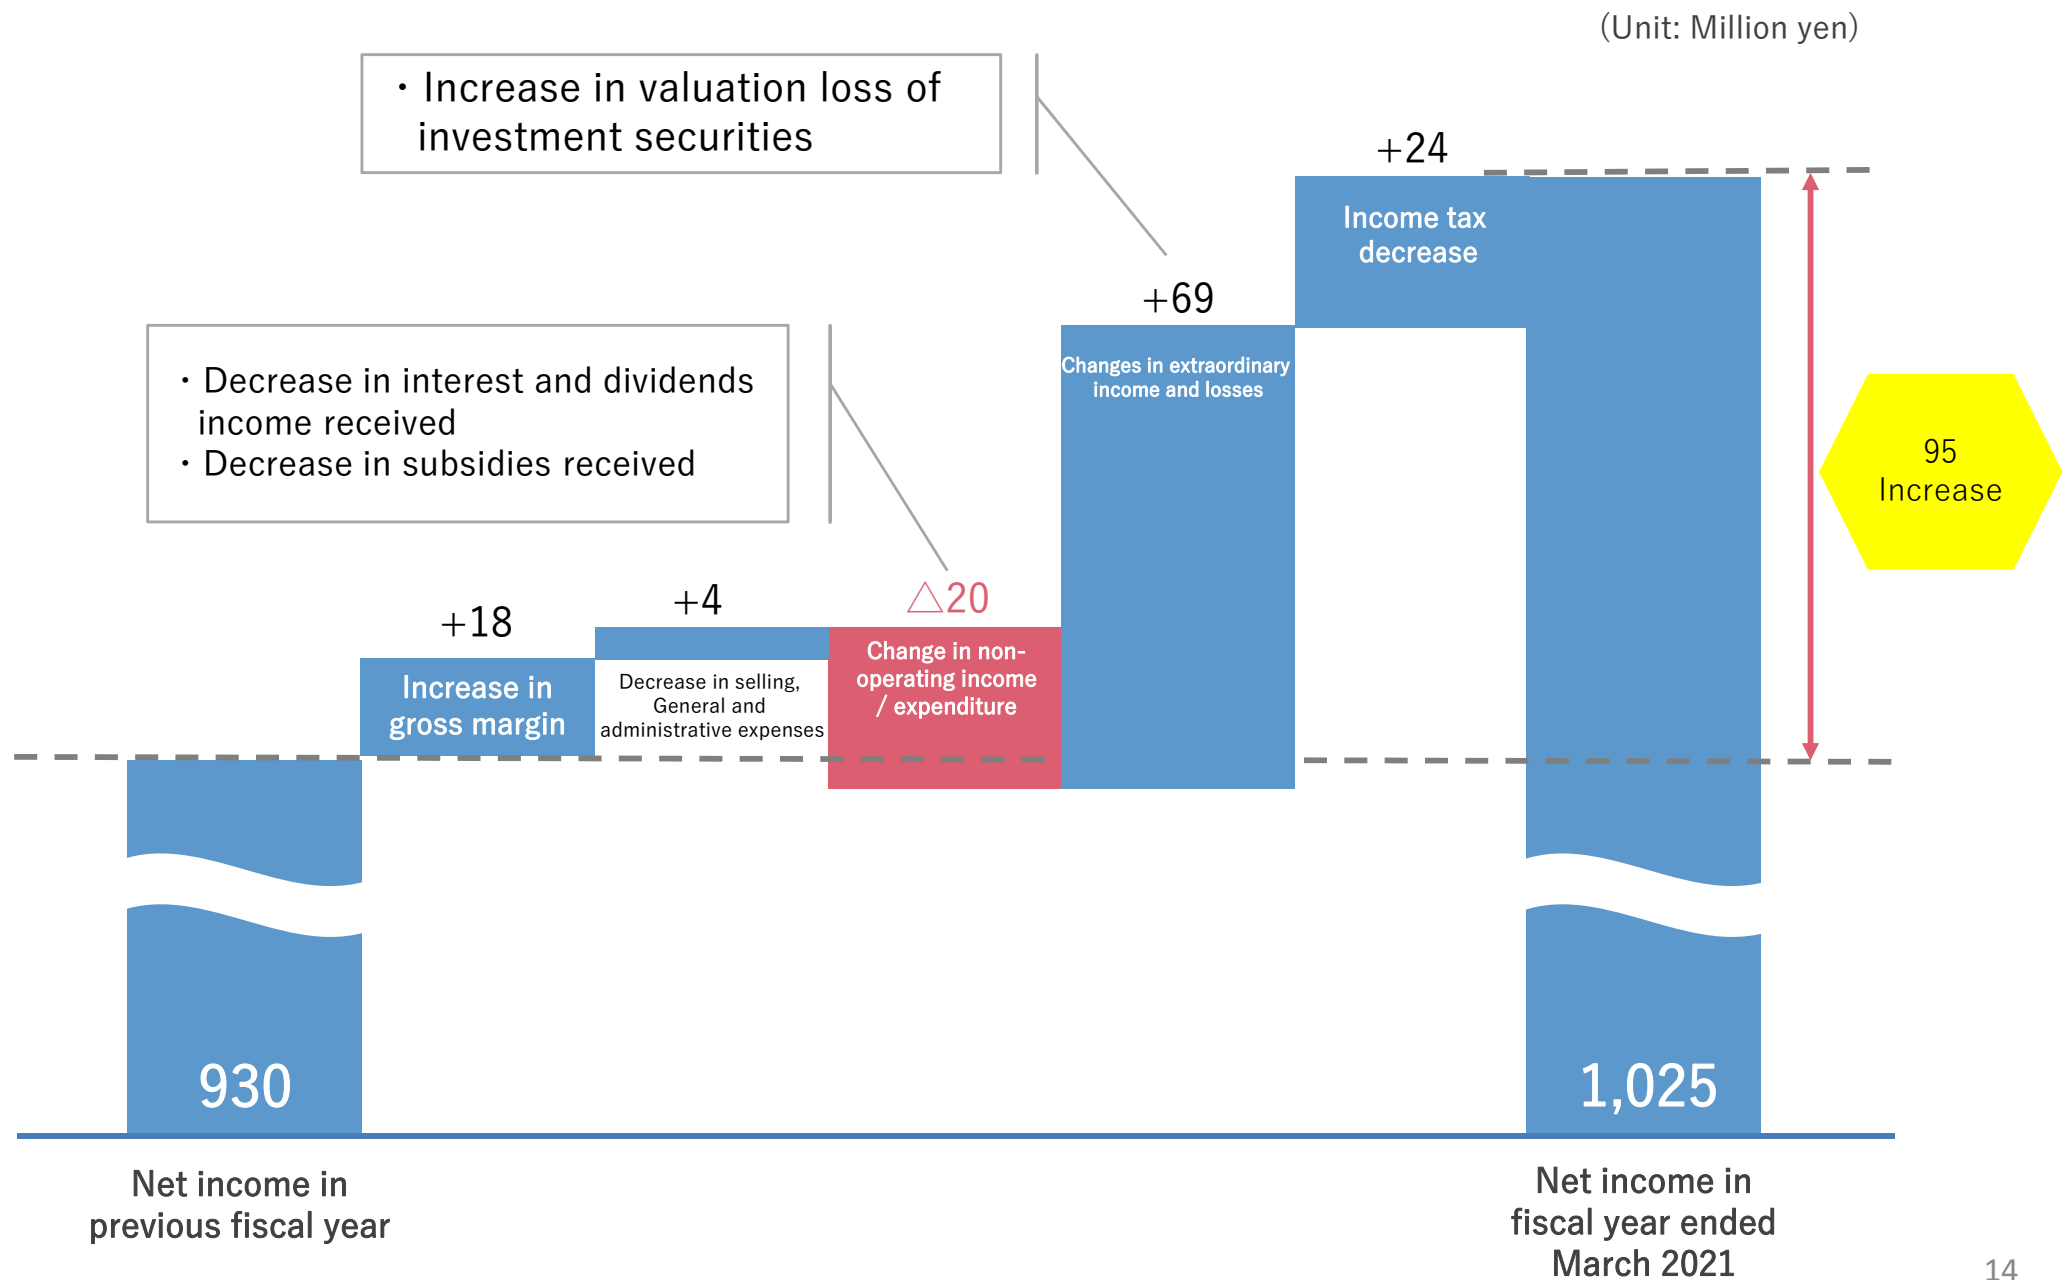 (Unit: Million yen)
・Increase in valuation loss of
investment securities
+24
Income tax
decrease
+69
Changes in extraordinary
income and losses
・Decrease in interest and dividends
income received
・Decrease in subsidies received
95
Increase
+18
Increase in
gross margin
+4
Decrease in selling,
General and
administrative expenses
△20
Change in non-
operating income
/ expenditure
930
1,025
Net income in
previous fiscal year
Net income in
fiscal year ended
March 2021
14